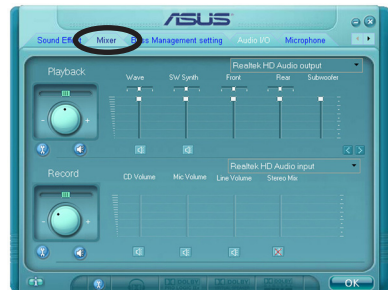 ASUS
Sound Effect Mixer Bass Management setting Audio I/O Microphone
Realtek HD Audio output
Playback
Wave SW Synth Front Rear Subwoofer
- +
Realtek HD Audio input
Record
CD Volume Mic Volume Line Volume Stereo Mix
- +
OK